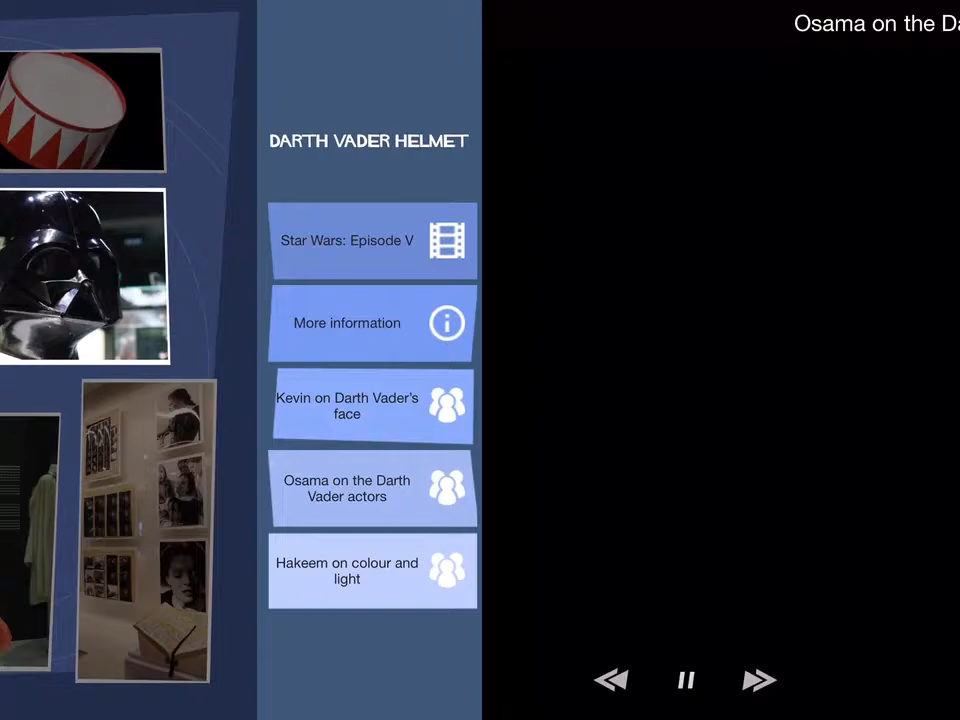 Osama on the Da
DARTH VADER HELMET
Star Wars: Episode V
More information
Kevin on Darth Vader's
face
Osama on the Darth
Vader actors
Hakeem on colour and
light